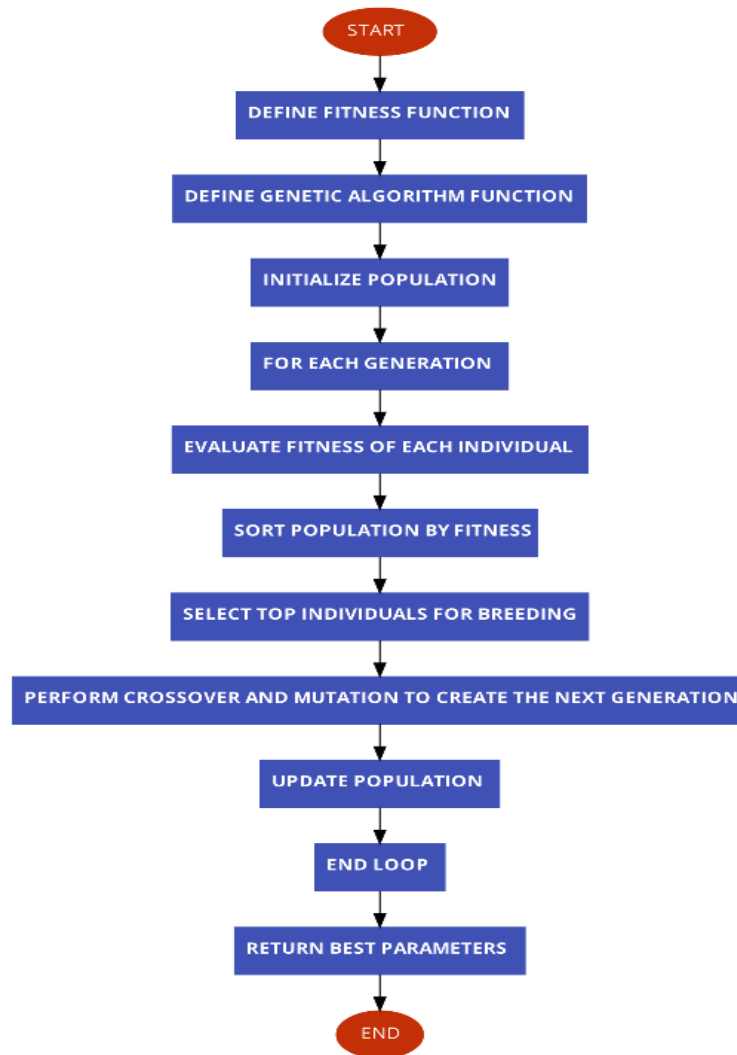 START
DEFINE FITNESS FUNCTION
DEFINE GENETIC ALGORITHM FUNCTION
INITIALIZE POPULATION
FOR EACH GENERATION
EVALUATE FITNESS OF EACH INDIVIDUAL
SORT POPULATION BY FITNESS
SELECT TOP INDIVIDUALS FOR BREEDING
PERFORM CROSSOVER AND MUTATION TO CREATE THE NEXT GENERATION
UPDATE POPULATION
END LOOP
RETURN BEST PARAMETERS
END